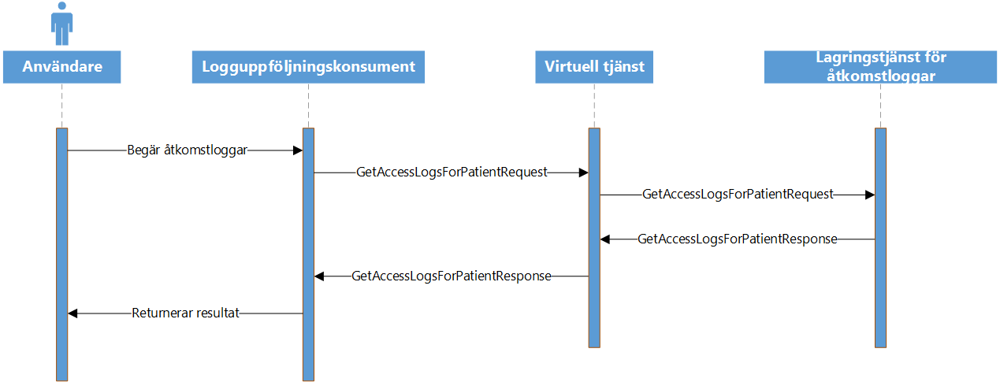 Användare
Logguppföljningskonsument
Virtuell tjänst
Lagringstjänst för
åtkomstloggar
Begär åtkomstloggar
GetAccessLogsForPatientRequest
GetAccessLogsForPatientRequest
GetAccessLogsForPatientResponse
GetAccessLogsForPatientResponse
Returnerar resultat